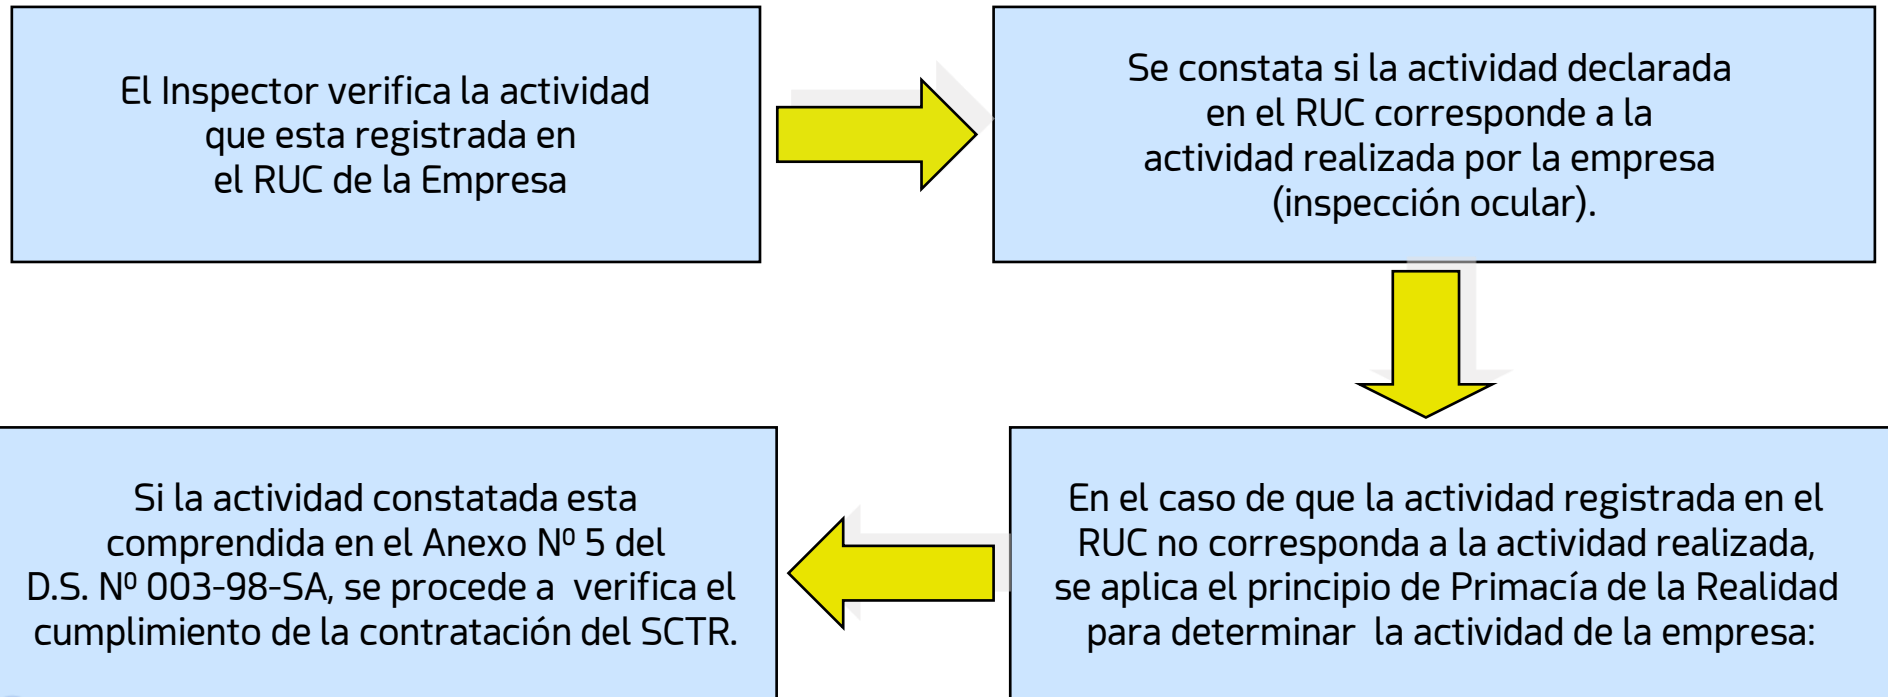 El Inspector verifica la actividad
que esta registrada en
el RUC de la Empresa
Se constata si la actividad declarada
en el RUC corresponde a la
actividad realizada por la empresa
(inspección ocular).
En el caso de que la actividad registrada en el
RUC no corresponda a la actividad realizada,
se aplica el principio de Primacía de la Realidad
para determinar la actividad de la empresa:
Si la actividad constatada esta
comprendida en el Anexo Nº 5 del
D.S. Nº 003-98-SA, se procede a verifica el
cumplimiento de la contratación del SCTR.